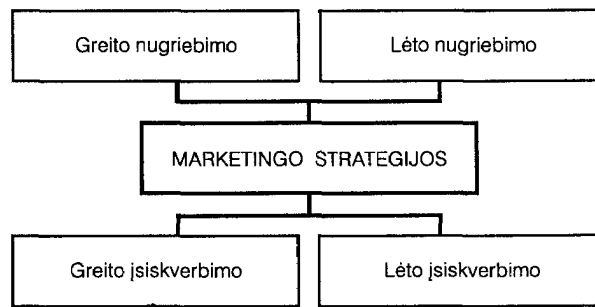 Greito nugriebimo
Lėto nugriebimo
MARKETINGO STRATEGIJOS
Greito įsiskverbimo
Lėto įsiskverbimo